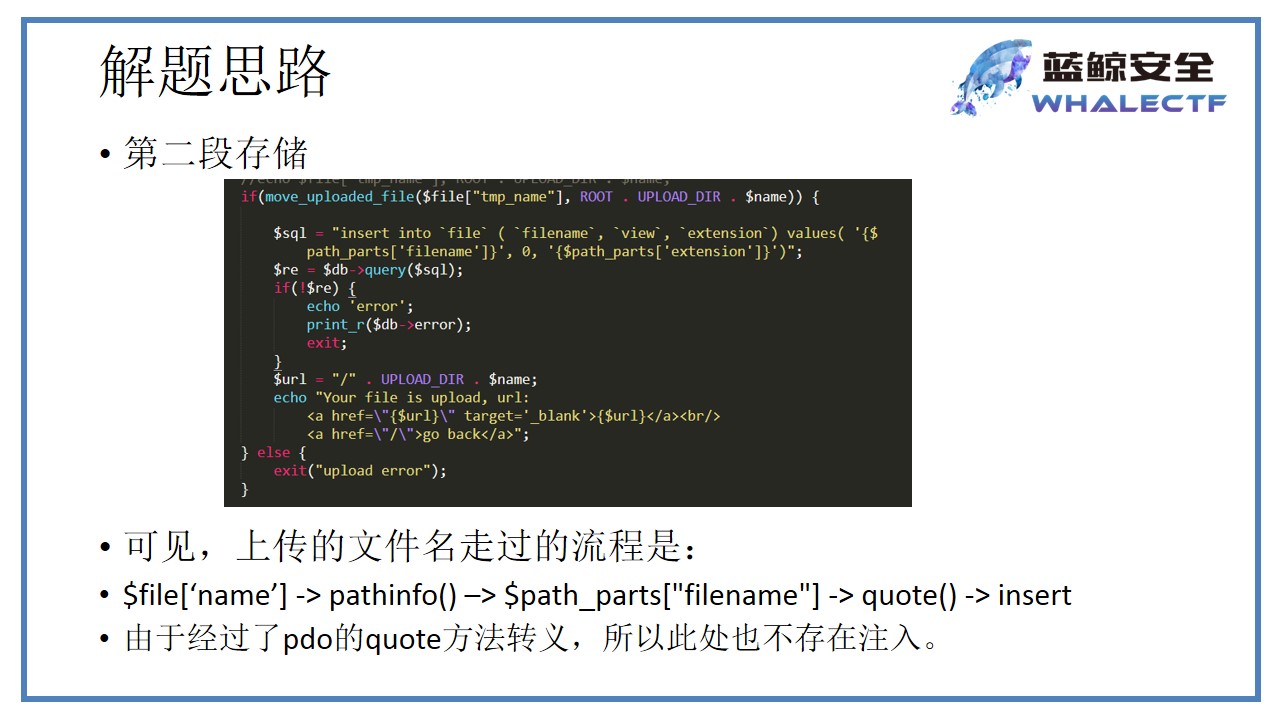 解题思路
蓝鲸安全
WHALECTF
• 第二段存储
//echo $file["tmp_name"], ROOT . UPLOAD_DIR . $name;
if(move_uploaded_file($file["tmp_name"], ROOT . UPLOAD_DIR . $name)) {
$sql = "insert into `file` ( `filename`, `view`, `extension`) values( '{$
path_parts['filename']}', 0, '{$path_parts['extension']}')";
$re = $db->query($sql);
if(!$re) {
echo 'error';
print_r($db->error);
exit;
}
$url = "/" . UPLOAD_DIR . $name;
echo "Your file is upload, url:
<a href=\"{$url}\" target='_blank'>{$url}</a><br/>
<a href=\"/\">go back</a>";
} else {
exit("upload error");
}
• 可见，上传的文件名走过的流程是：
• $file[‘name’] -> pathinfo() –> $path_parts["filename"] -> quote() -> insert
• 由于经过了pdo的quote方法转义，所以此处也不存在注入。